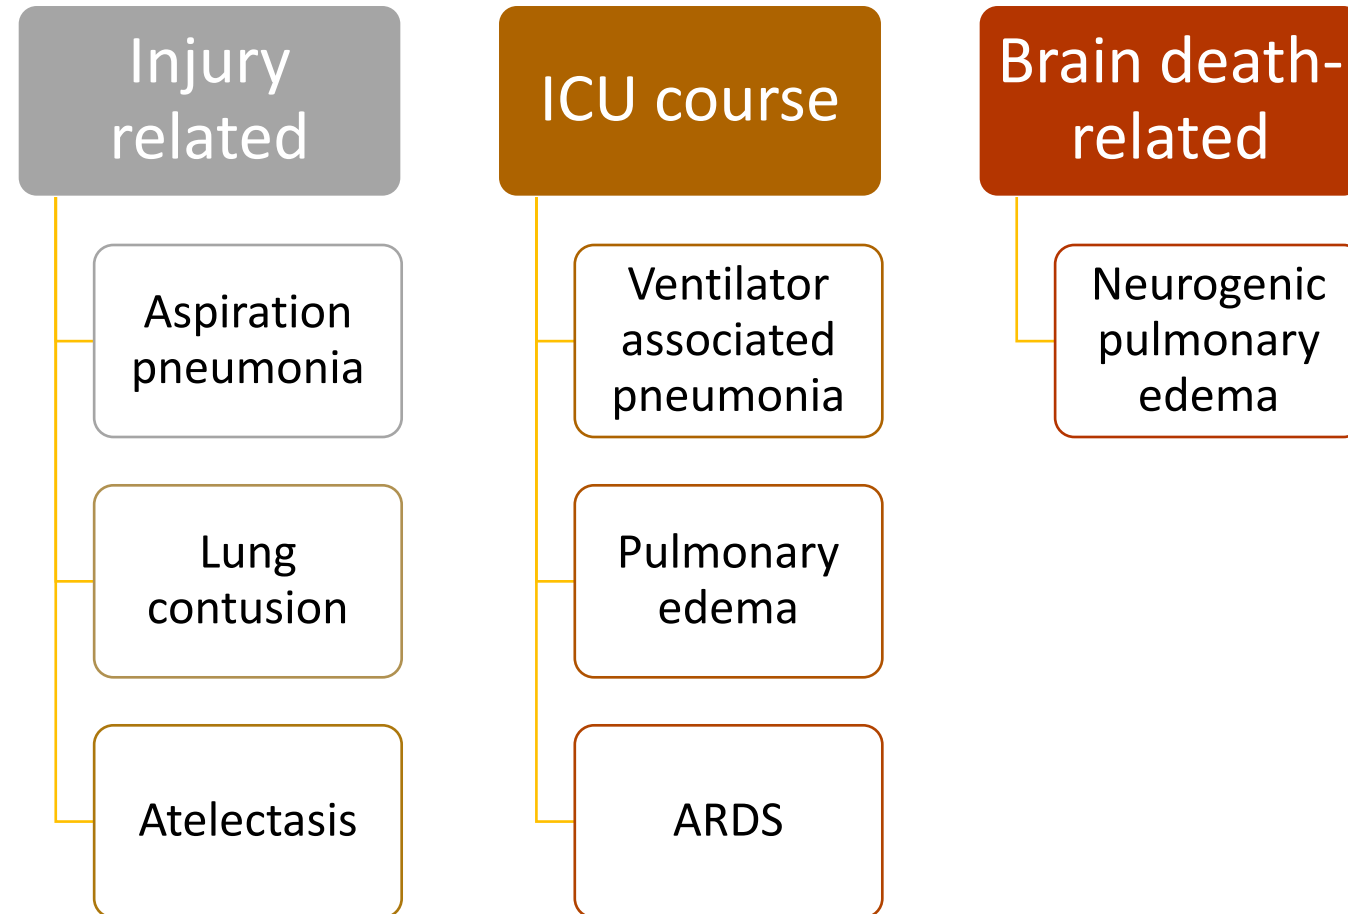 Injury
related
Aspiration
pneumonia
Lung
contusion
Atelectasis
ICU course
Ventilator
associated
pneumonia
Pulmonary
edema
ARDS
Brain death-
related
Neurogenic
pulmonary
edema